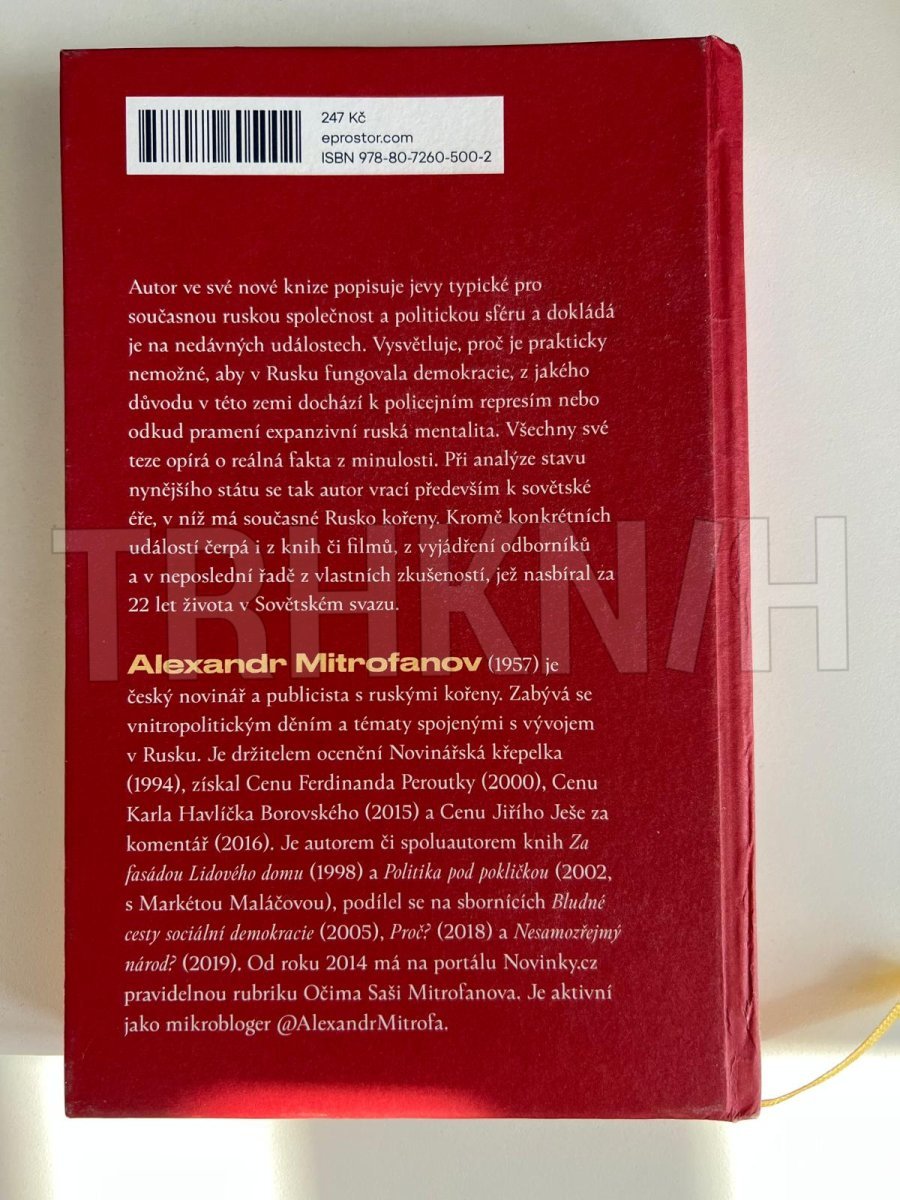 247 Kč
eprostor.com
ISBN 978-80-7260-500-2
Autor ve své nové knize popisuje jevy typické pro
současnou ruskou společnost a politickou sféru a dokládá
je na nedávných událostech. Vysvětluje, proč je prakticky
nemožné, aby v Rusku fungovala demokracie, z jakého
důvodu v této zemi dochází k policejním represím nebo
odkud pramení expanzivní ruská mentalita. Všechny své
teze opírá o reálná fakta z minulosti. Při analýze stavu
nynějšího státu se tak autor vrací především k sovětské
éře, v níž má současné Rusko kořeny. Kromě konkrétních
událostí čerpá i z knih či filmů, z vyjádření odborníků
a v neposlední řadě z vlastních zkušeností, jež nasbíral za
22 let života v Sovětském svazu.
TRHKNIH
Alexandr Mitrofanov (1957) je
český novinář a publicista s ruskými kořeny. Zabývá se
vnitropolitickým děním a tématy spojenými s vývojem
v Rusku. Je držitelem ocenění Novinářská křepelka
(1994), získal Cenu Ferdinanda Peroutky (2000), Cenu
Karla Havlíčka Borovského (2015) a Cenu Jiřího Ješe za
komentář (2016). Je autorem či spoluautorem knih Za
fasádou Lidového domu (1998) a Politika pod pokličkou (2002,
s Markétou Maláčovou), podílel se na sbornících Bludné
cesty sociální demokracie (2005), Proč? (2018) a Nesamozřejmý
národ? (2019). Od roku 2014 má na portálu Novinky.cz
pravidelnou rubriku Očima Saši Mitrofanova. Je aktivní
jako mikrobloger @AlexandrMitrofa.